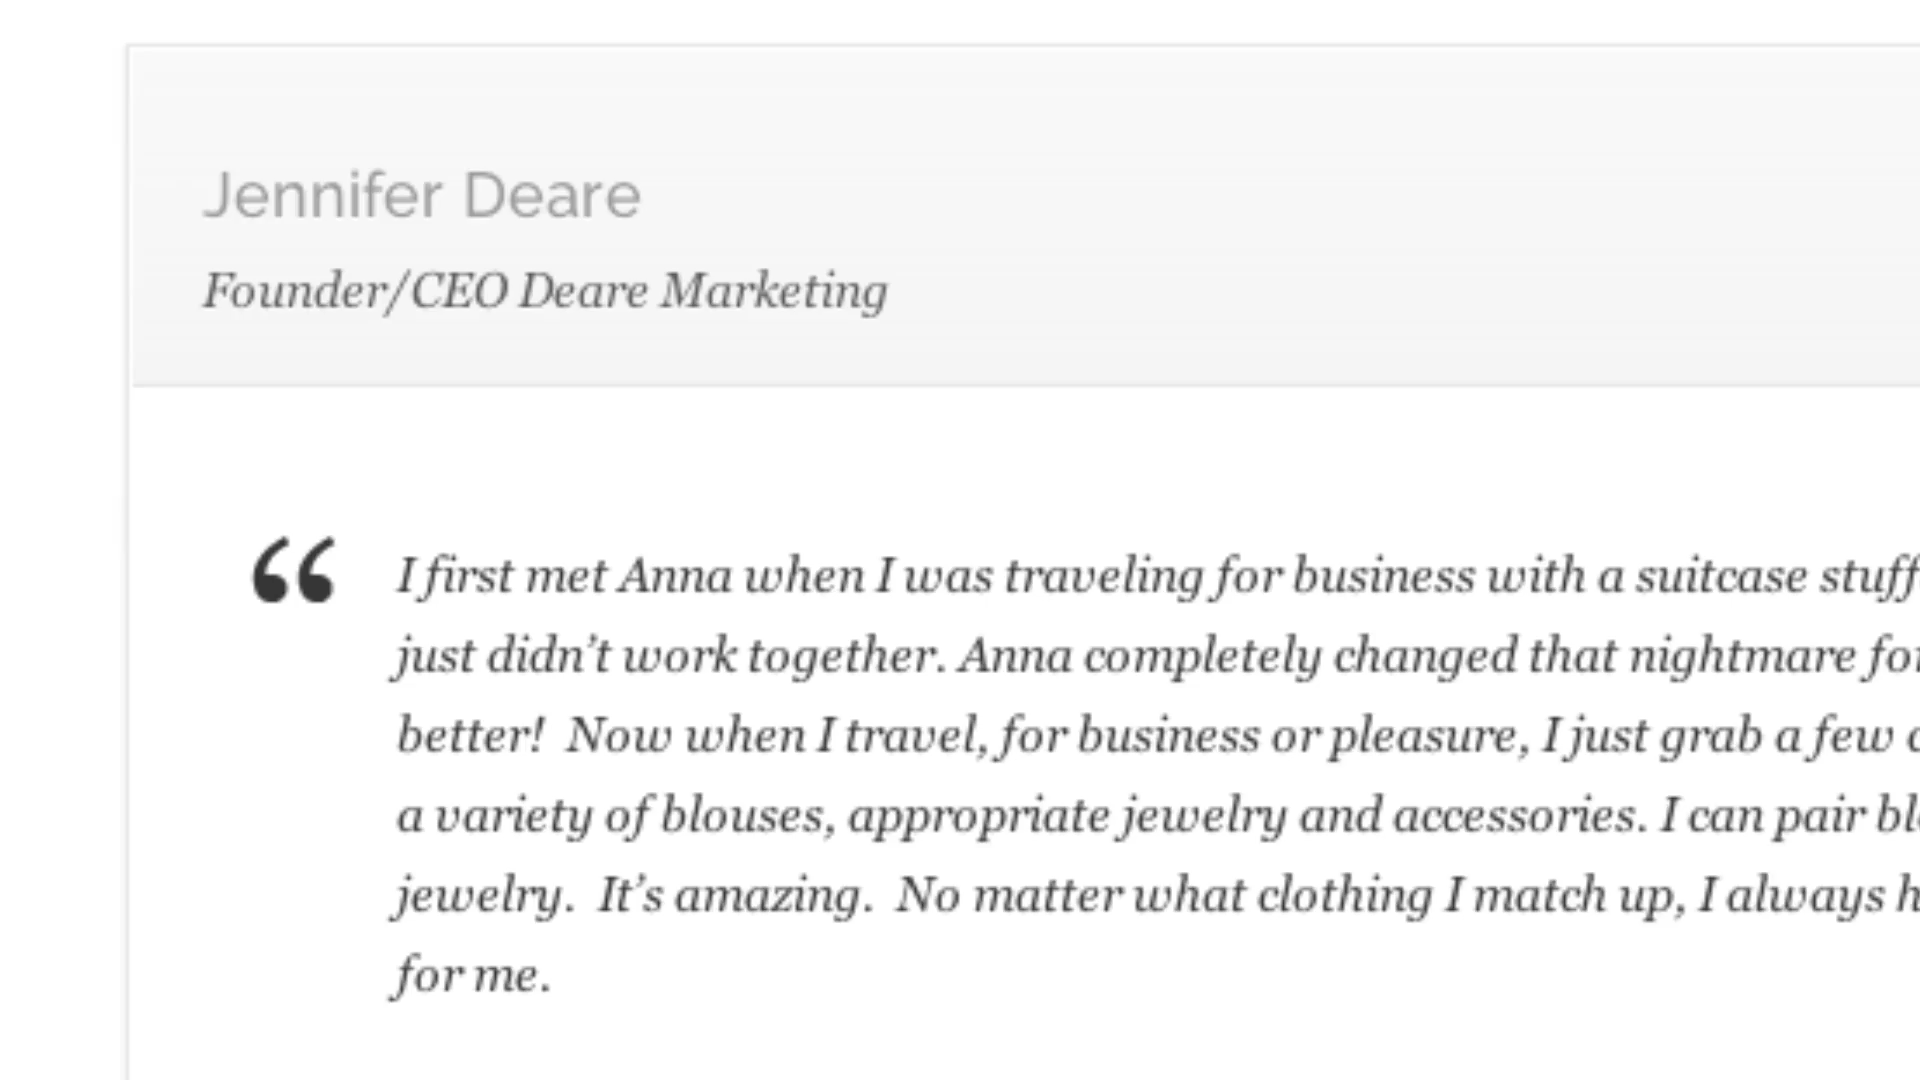 Jennifer Deare
Founder/CEO Deare Marketing
“ I first met Anna when I was traveling for business with a suitcase
just didn’t work together. Anna completely changed that nightmare
better!  Now when I travel, for business or pleasure, I just grab a few
a variety of blouses, appropriate jewelry and accessories. I can pair
jewelry.  It’s amazing.  No matter what clothing I match up, I always
for me.